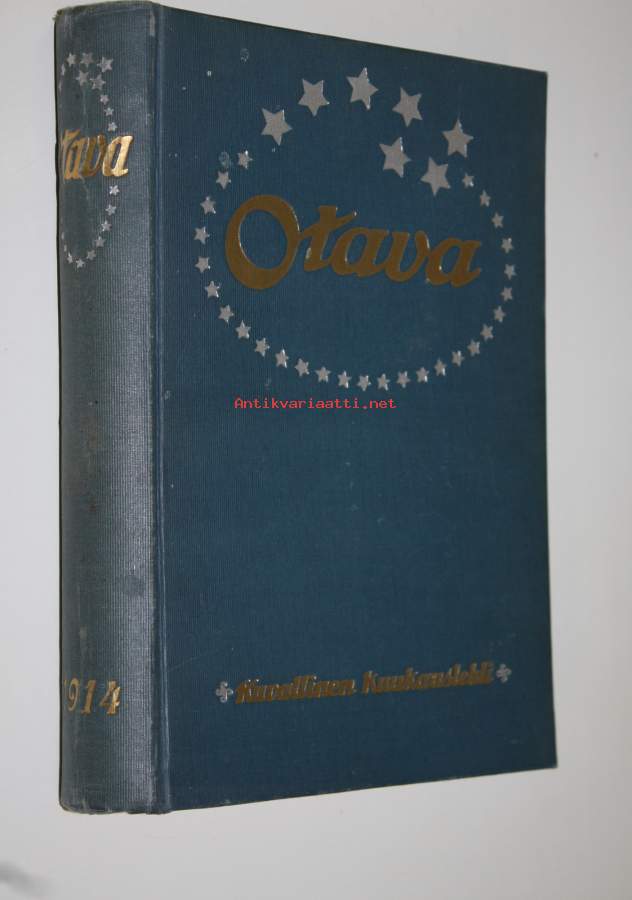 Otava
Otava
Antikvariaatti.net
Kuvallinen Kuukauslehti
1914